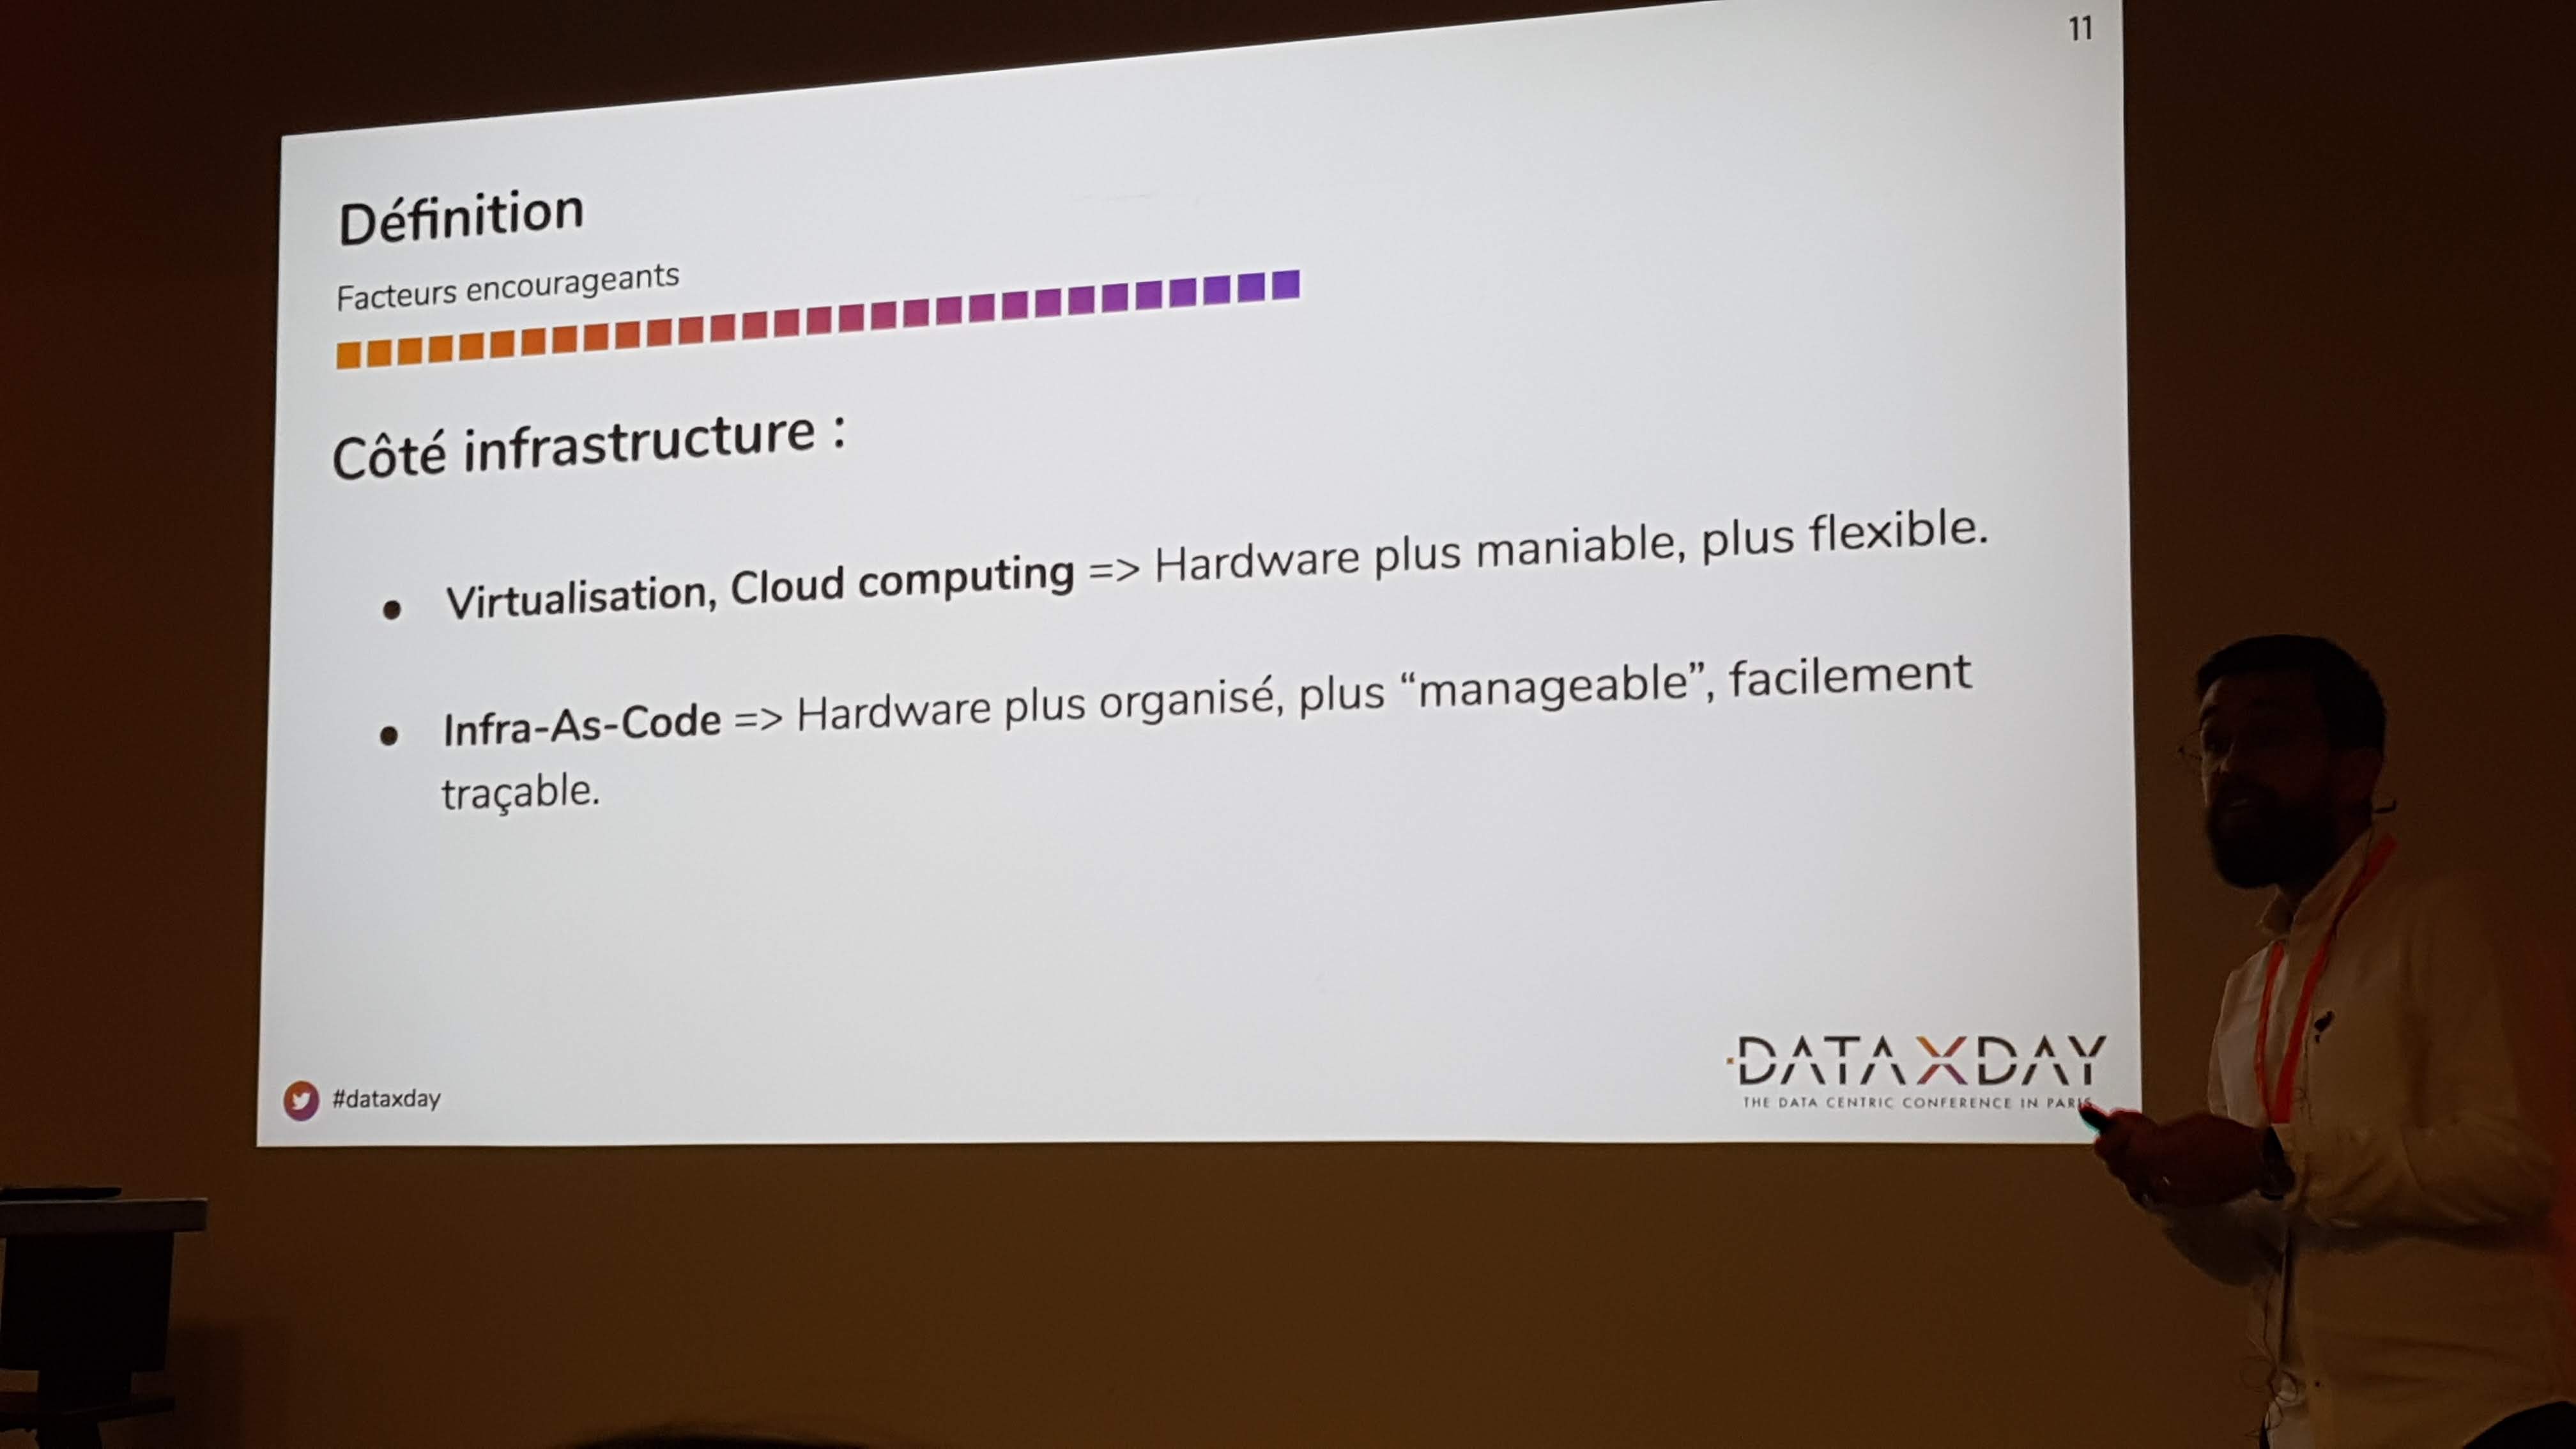 11
Définition
Facteurs encourageants
Côté infrastructure :
● Virtualisation, Cloud computing => Hardware plus maniable, plus flexible.
● Infra-As-Code => Hardware plus organisé, plus “manageable”, facilement
traçable.
#dataxday
DATAXDAY
THE DATA CENTRIC CONFERENCE IN PARIS